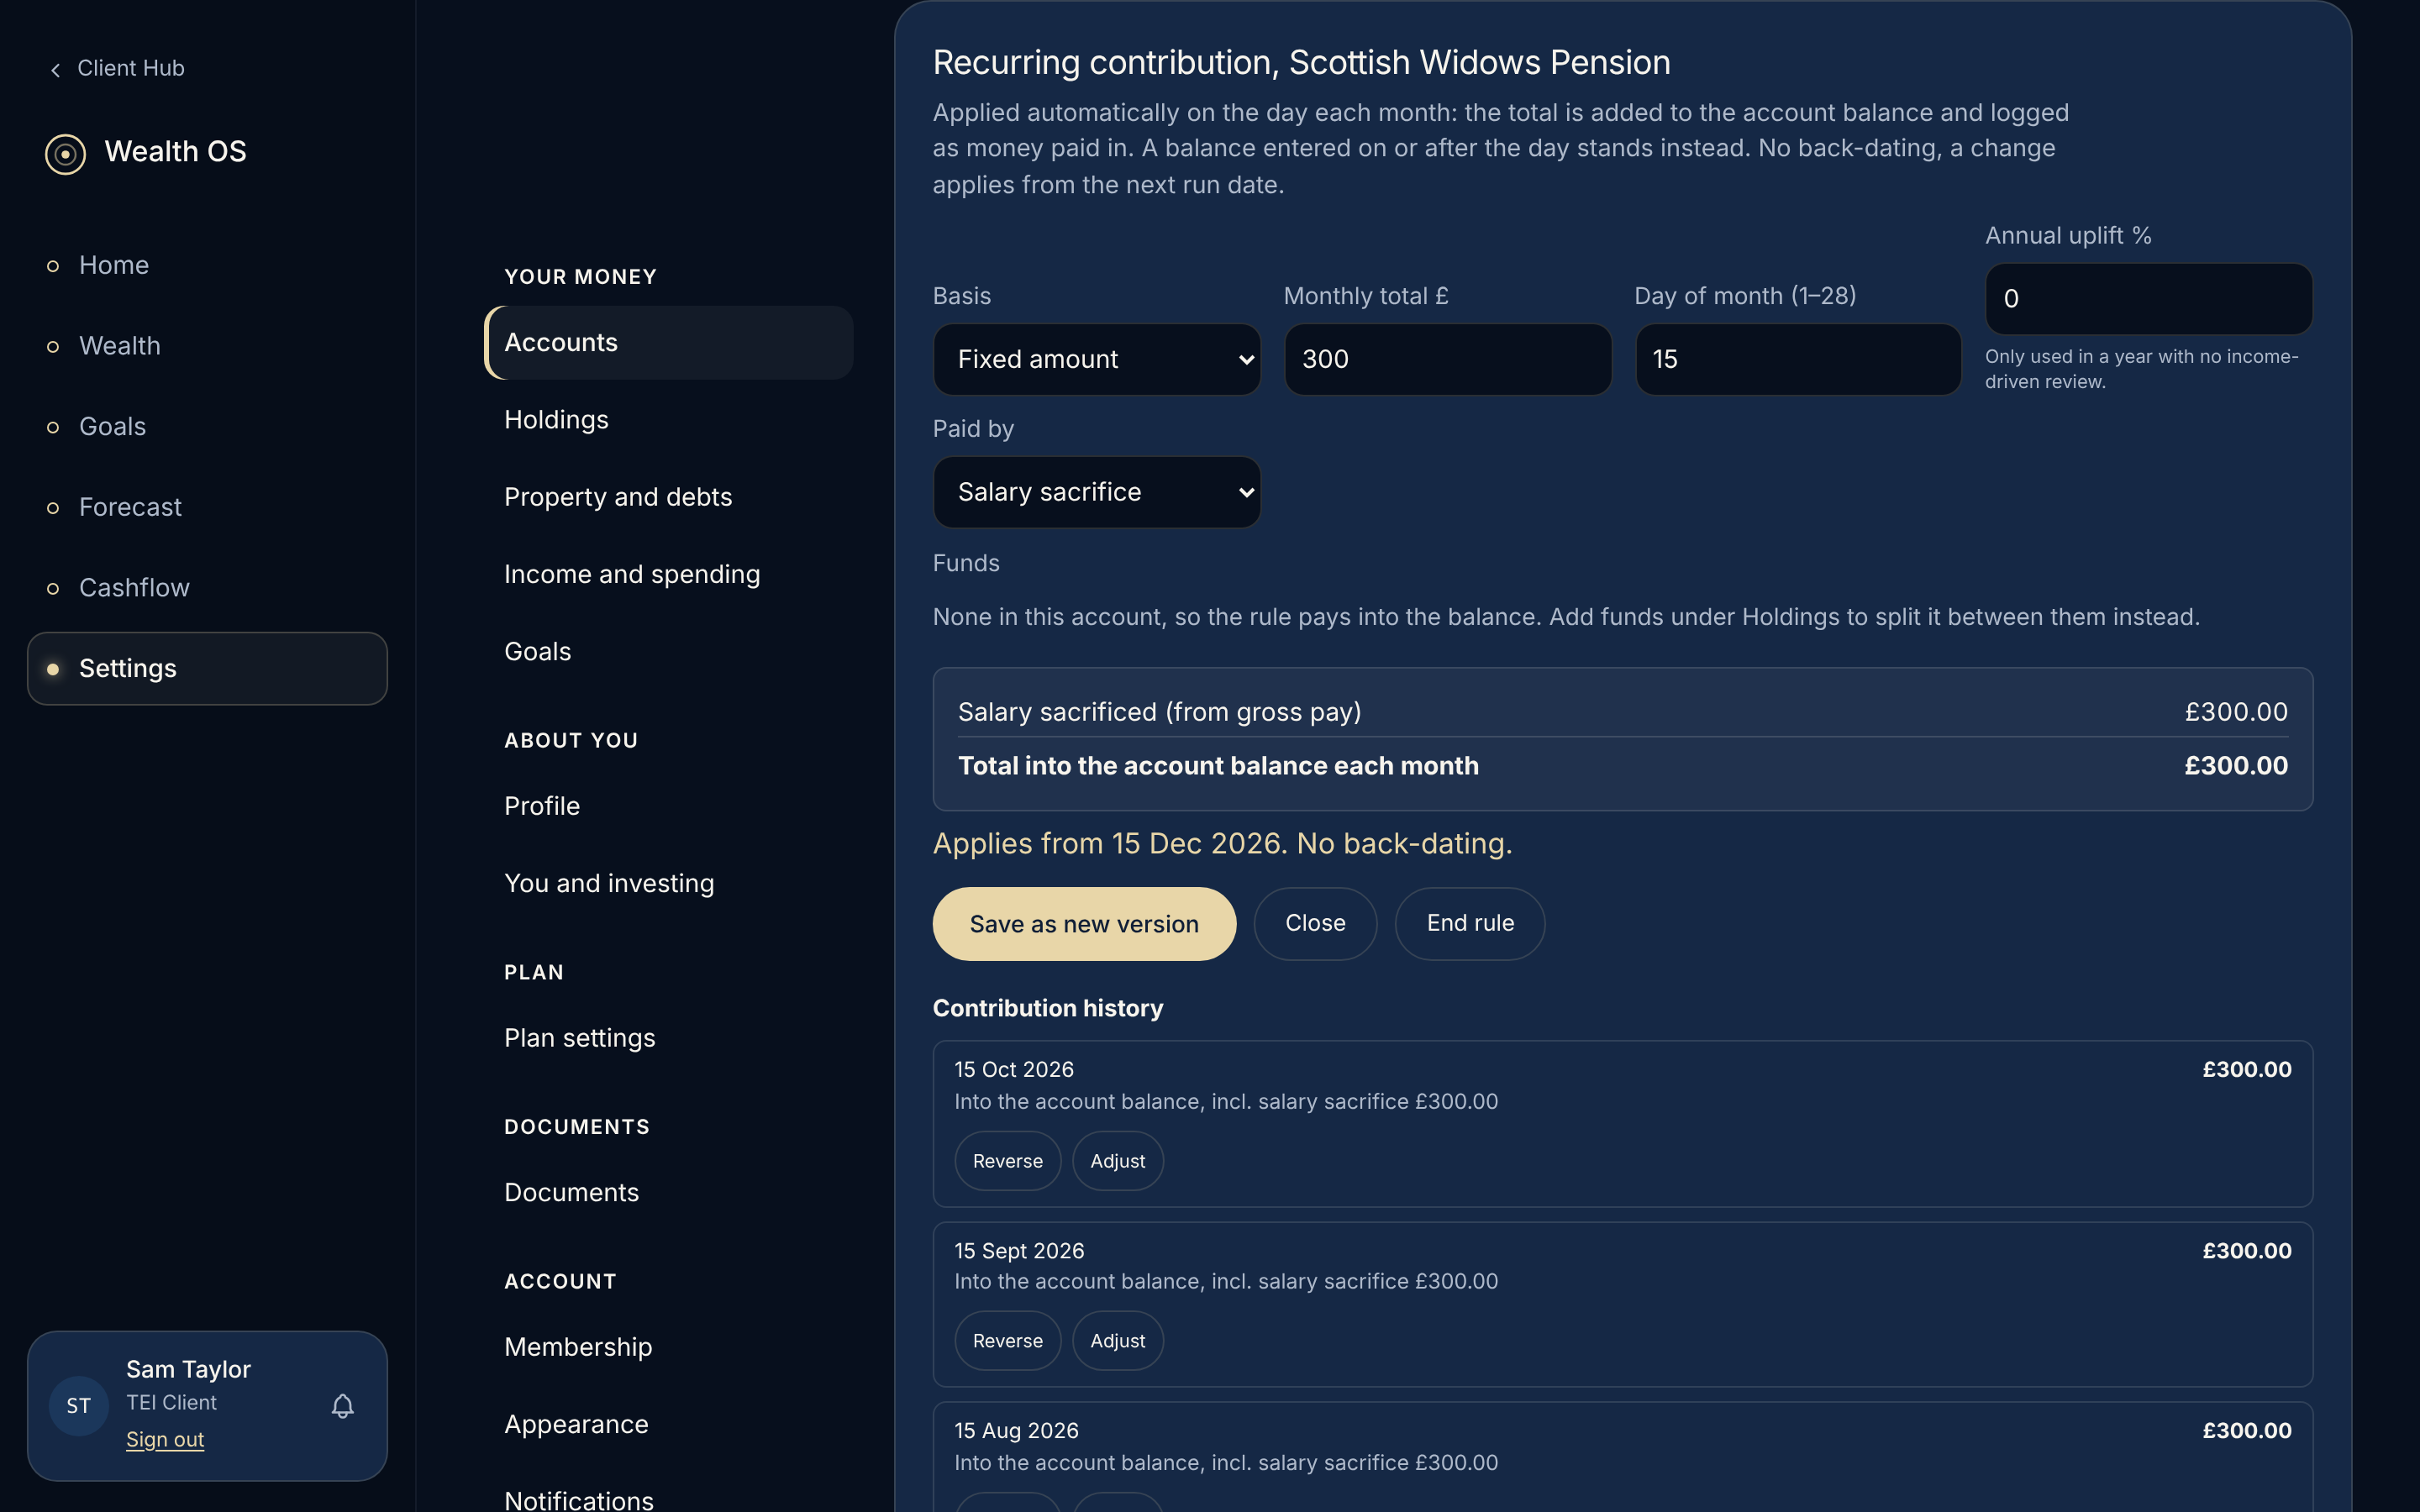 Client Hub
Wealth OS
Home
Wealth
Goals
Forecast
Cashflow
Settings
ST
Sam Taylor
TEI Client
Sign out
YOUR MONEY
Accounts
Holdings
Property and debts
Income and spending
Goals
ABOUT YOU
Profile
You and investing
PLAN
Plan settings
DOCUMENTS
Documents
ACCOUNT
Membership
Appearance
Notifications
Recurring contribution, Scottish Widows Pension
Applied automatically on the day each month: the total is added to the account balance and logged
as money paid in. A balance entered on or after the day stands instead. No back-dating, a change
applies from the next run date.
Basis
Fixed amount
Monthly total £
300
Day of month (1–28)
15
Annual uplift %
0
Only used in a year with no income-
driven review.
Paid by
Salary sacrifice
Funds
None in this account, so the rule pays into the balance. Add funds under Holdings to split it between them instead.
Salary sacrificed (from gross pay) £300.00
Total into the account balance each month £300.00
Applies from 15 Dec 2026. No back-dating.
Save as new version
Close
End rule
Contribution history
15 Oct 2026 £300.00
Into the account balance, incl. salary sacrifice £300.00
Reverse
Adjust
15 Sept 2026 £300.00
Into the account balance, incl. salary sacrifice £300.00
Reverse
Adjust
15 Aug 2026 £300.00
Into the account balance, incl. salary sacrifice £300.00